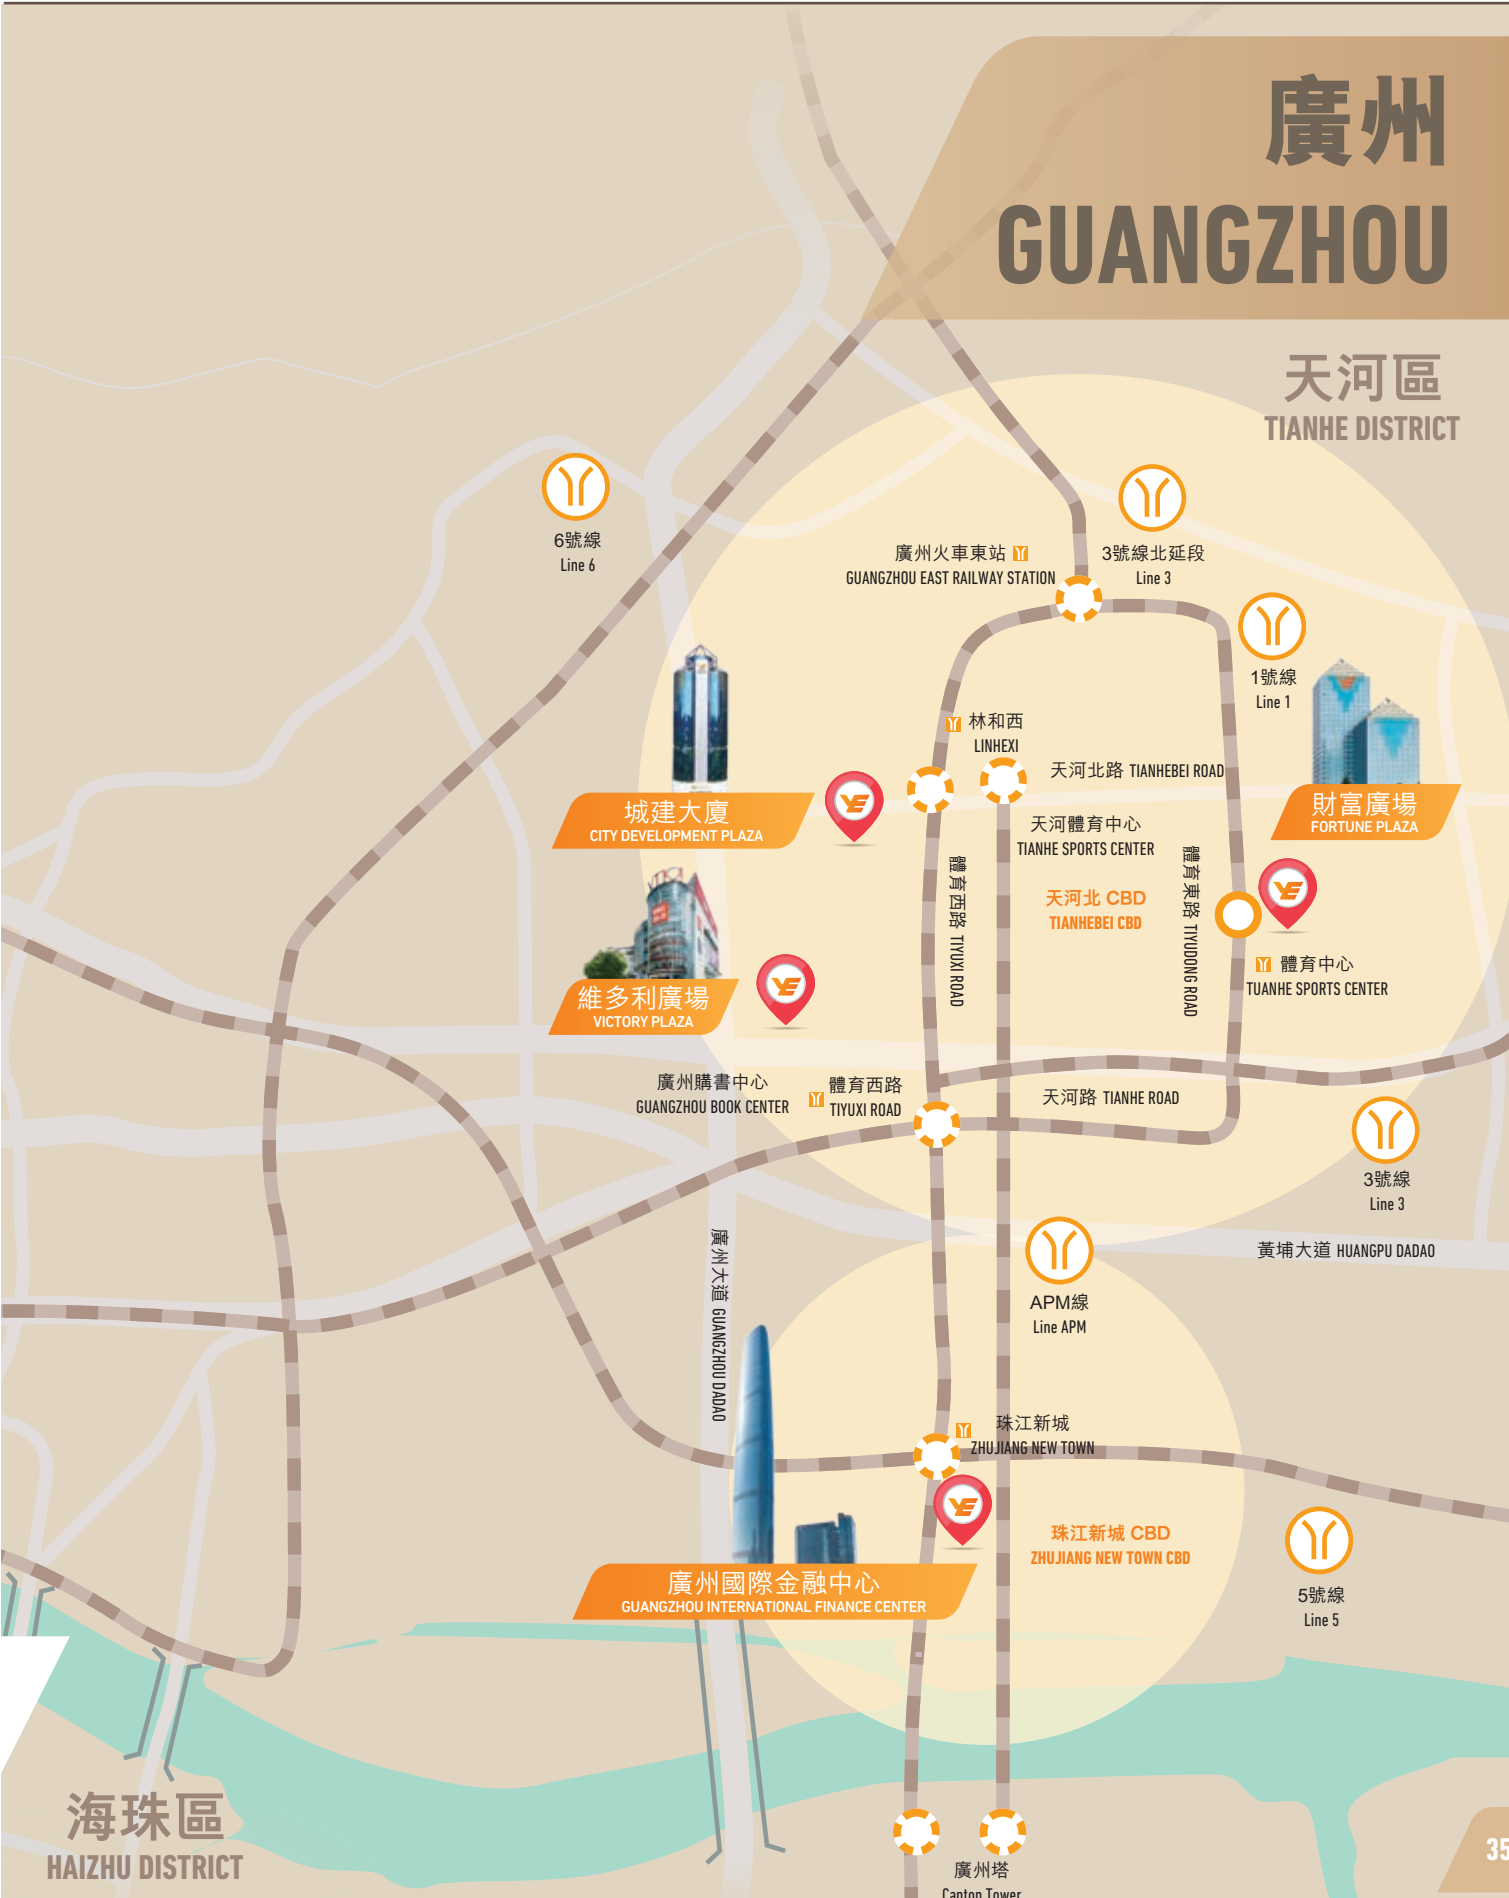 廣州
GUANGZHOU
天河區
TIANHE DISTRICT
6號線
Line 6
廣州火車東站
GUANGZHOU EAST RAILWAY STATION
3號線北延段
Line 3
1號線
Line 1
林和西
LINHEXI
天河北路 TIANHEBEI ROAD
城建大廈
CITY DEVELOPMENT PLAZA
財富廣場
FORTUNE PLAZA
天河體育中心
TIANHE SPORTS CENTER
體育西路 TIYUXI ROAD
天河北 CBD
TIANHEBEI CBD
體育東路 TIYUDONG ROAD
體育中心
TUANHE SPORTS CENTER
維多利廣場
VICTORY PLAZA
廣州購書中心
GUANGZHOU BOOK CENTER
體育西路
TIYUXI ROAD
天河路 TIANHE ROAD
3號線
Line 3
黃埔大道 HUANGPU DADAO
廣州大道 GUANGZHOU DADAO
APM線
Line APM
珠江新城
ZHUJIANG NEW TOWN
珠江新城 CBD
ZHUJIANG NEW TOWN CBD
廣州國際金融中心
GUANGZHOU INTERNATIONAL FINANCE CENTER
5號線
Line 5
海珠區
HAIZHU DISTRICT
廣州塔
Canton Tower
35